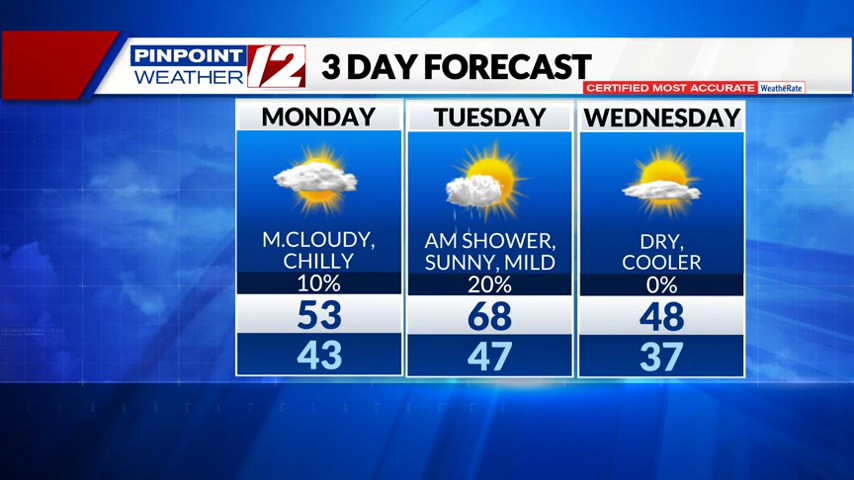 PINPOINT
WEATHER 12
3 DAY FORECAST
CERTIFIED MOST ACCURATE WeatheRate
MONDAY
M.CLOUDY,
CHILLY
10%
53
43
TUESDAY
AM SHOWER,
SUNNY, MILD
20%
68
47
WEDNESDAY
DRY,
COOLER
0%
48
37